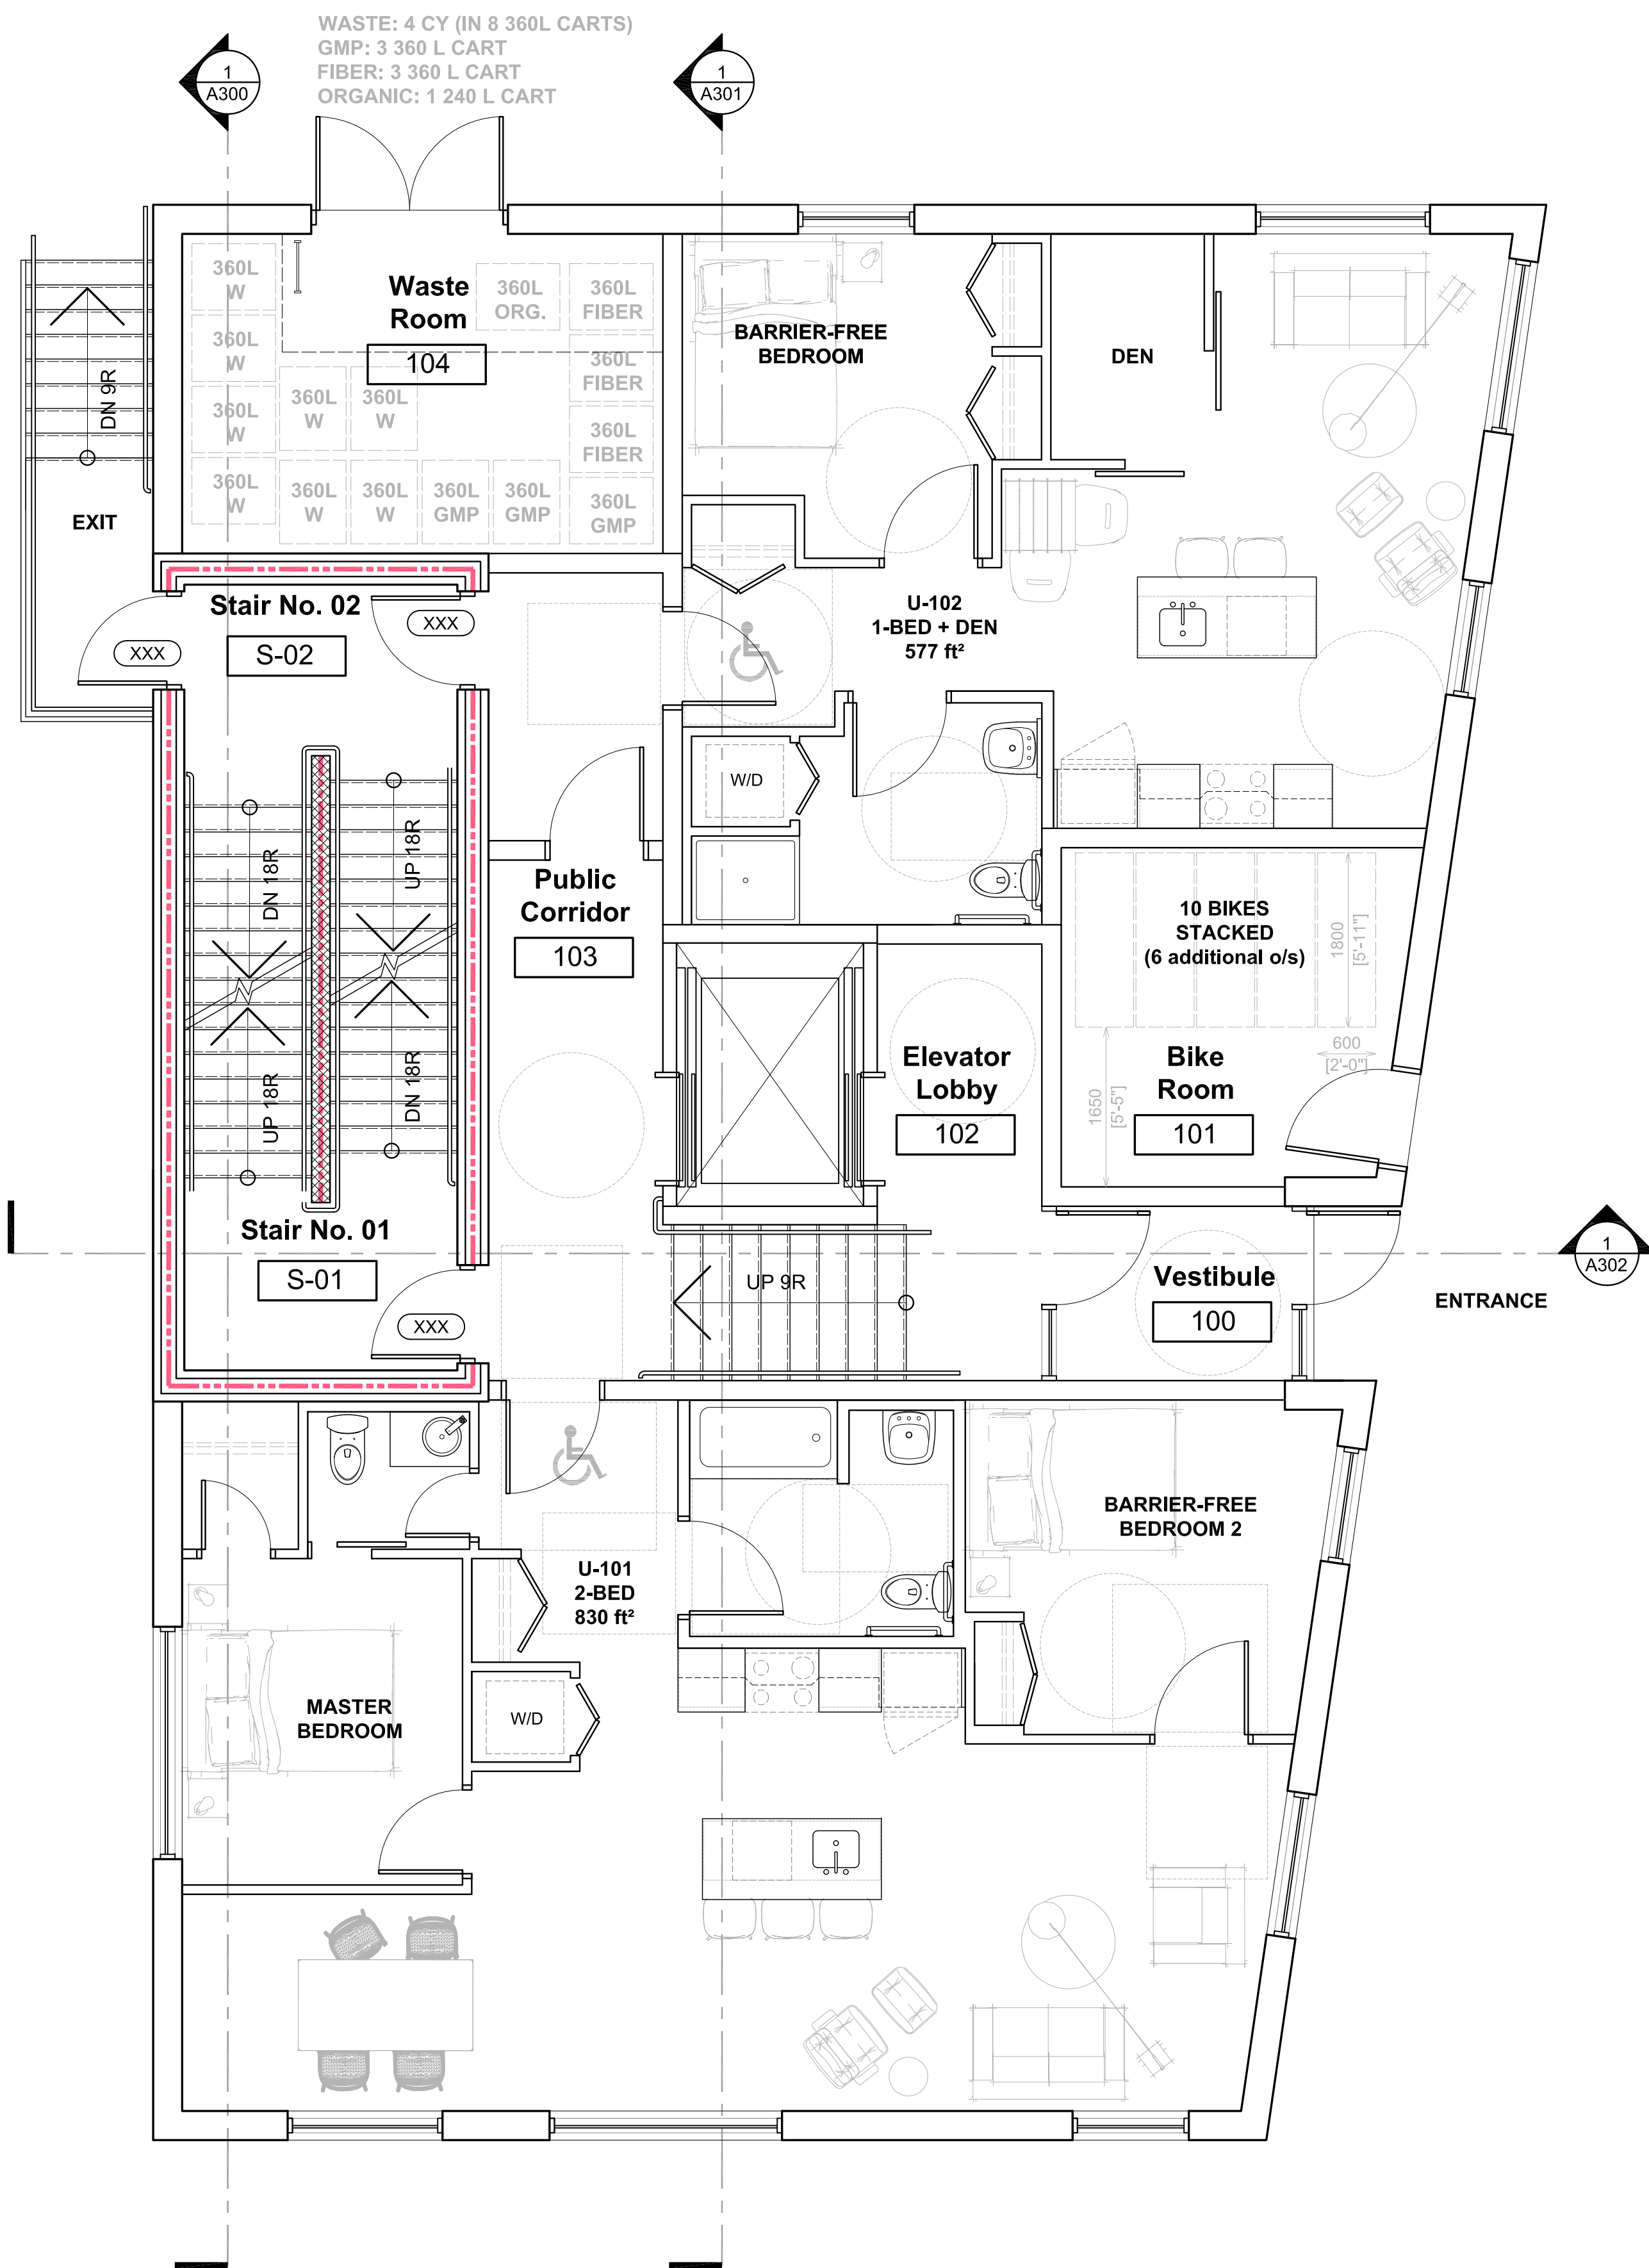 WASTE: 4 CY (IN 8 360L CARTS)
GMP: 3 360 L CART
FIBER: 3 360 L CART
ORGANIC: 1 240 L CART
1
A300
1
A301
360L
W
Waste
Room
104
360L
ORG.
360L
FIBER
360L
W
360L
FIBER
360L
W
360L
W
360L
W
360L
FIBER
360L
W
360L
W
360L
W
360L
GMP
360L
GMP
360L
GMP
BARRIER-FREE
BEDROOM
DEN
DN 9R
EXIT
Stair No. 02
S-02
XXX
XXX
U-102
1-BED + DEN
577 ft²
W/D
DN 18R
UP 18R
UP 18R
DN 18R
Public
Corridor
103
10 BIKES
STACKED
(6 additional o/s)
1800
[5'-11"]
600
[2'-0"]
1650
[5'-5"]
Elevator
Lobby
102
Bike
Room
101
Stair No. 01
S-01
XXX
UP 9R
Vestibule
100
ENTRANCE
1
A302
U-101
2-BED
830 ft²
BARRIER-FREE
BEDROOM 2
MASTER
BEDROOM
W/D